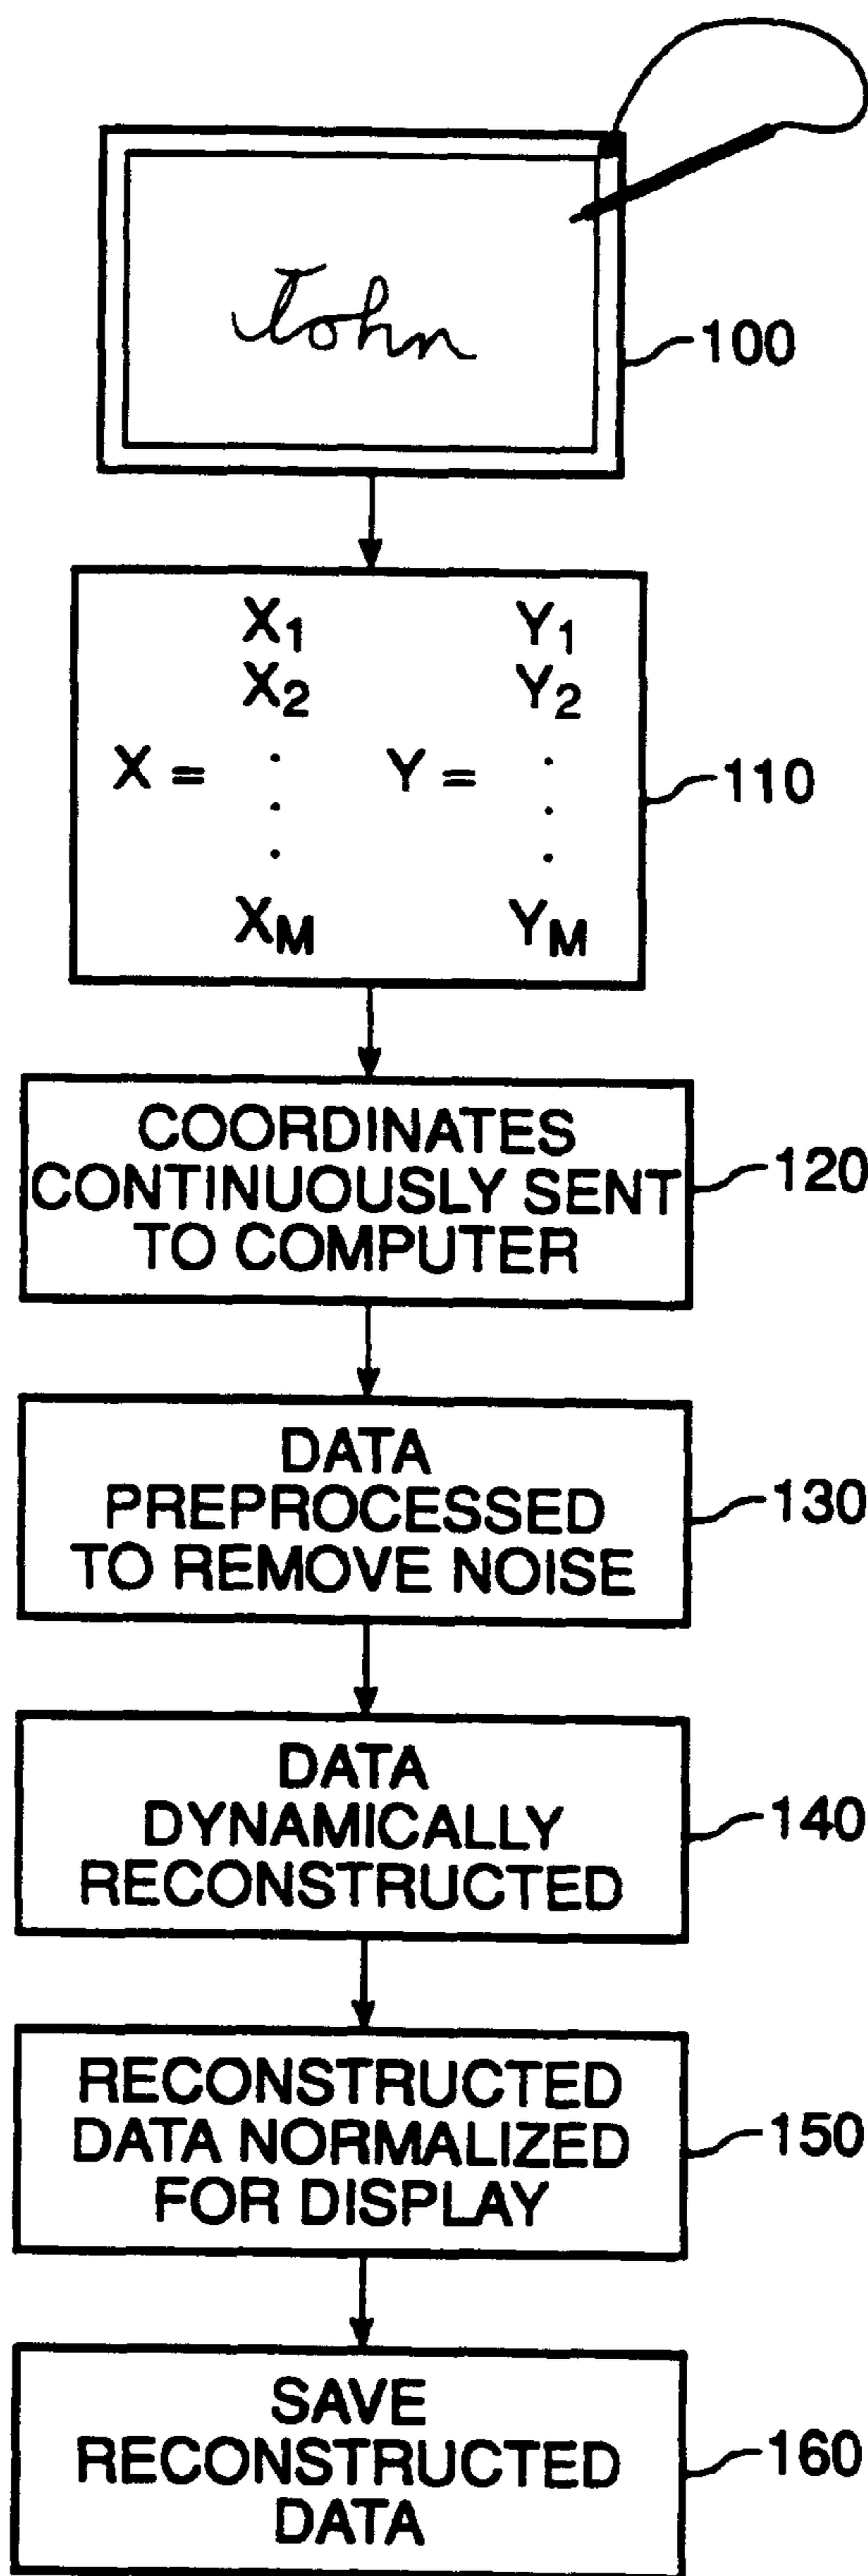 John
100
X1 Y1
X2 Y2
X = . Y = .
. .
. .
XM YM
110
COORDINATES
CONTINUOUSLY SENT
TO COMPUTER
120
DATA
PREPROCESSED
TO REMOVE NOISE
130
DATA
DYNAMICALLY
RECONSTRUCTED
140
RECONSTRUCTED
DATA NORMALIZED
FOR DISPLAY
150
SAVE
RECONSTRUCTED
DATA
160